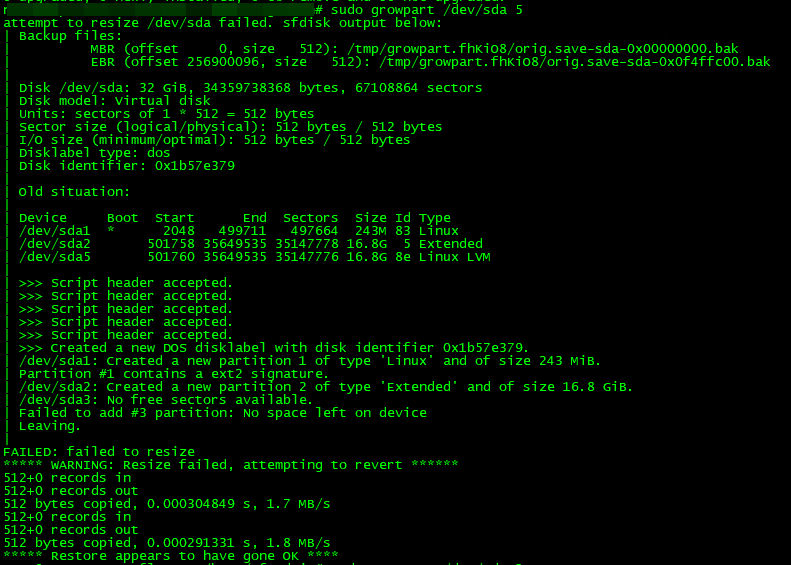 # sudo growpart /dev/sda 5
attempt to resize /dev/sda failed. sfdisk output below:
| Backup files:
|          MBR (offset     0, size   512): /tmp/growpart.fhKiO8/orig.save-sda-0x00000000.bak
|          EBR (offset 256900096, size   512): /tmp/growpart.fhKiO8/orig.save-sda-0x0f4ffc00.bak
|
| Disk /dev/sda: 32 GiB, 34359738368 bytes, 67108864 sectors
| Disk model: Virtual disk
| Units: sectors of 1 * 512 = 512 bytes
| Sector size (logical/physical): 512 bytes / 512 bytes
| I/O size (minimum/optimal): 512 bytes / 512 bytes
| Disklabel type: dos
| Disk identifier: 0x1b57e379
|
| Old situation:
|
| Device     Boot  Start      End  Sectors  Size Id Type
| /dev/sda1  *      2048   499711   497664  243M 83 Linux
| /dev/sda2       501758 35649535 35147778 16.8G  5 Extended
| /dev/sda5       501760 35649535 35147776 16.8G 8e Linux LVM
|
| >>> Script header accepted.
| >>> Script header accepted.
| >>> Script header accepted.
| >>> Script header accepted.
| >>> Script header accepted.
| >>> Created a new DOS disklabel with disk identifier 0x1b57e379.
| /dev/sda1: Created a new partition 1 of type 'Linux' and of size 243 MiB.
| Partition #1 contains a ext2 signature.
| /dev/sda2: Created a new partition 2 of type 'Extended' and of size 16.8 GiB.
| /dev/sda3: No free sectors available.
| Failed to add #3 partition: No space left on device
| Leaving.
|
FAILED: failed to resize
***** WARNING: Resize failed, attempting to revert ******
512+0 records in
512+0 records out
512 bytes copied, 0.000304849 s, 1.7 MB/s
512+0 records in
512+0 records out
512 bytes copied, 0.000291331 s, 1.8 MB/s
***** Restore appears to have gone OK ****